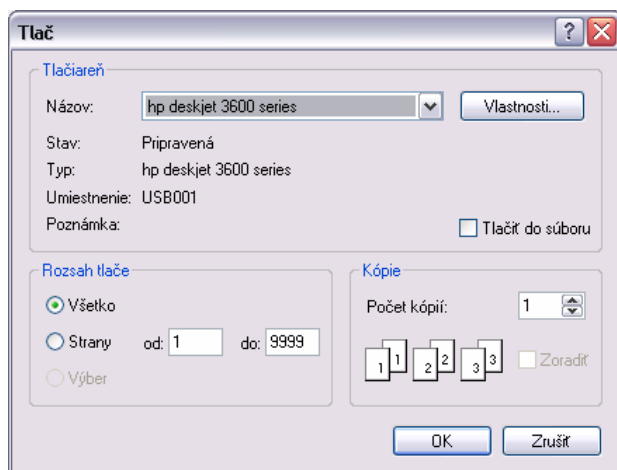 Tlač
Tlačiareň
Názov: hp deskjet 3600 series Vlastnosti...
Stav: Pripravená
Typ: hp deskjet 3600 series
Umiestnenie: USB001
Poznámka: Tlačiť do súboru
Rozsah tlače
Všetko
Strany od: 1 do: 9999
Výber
Kópie
Počet kópií: 1
1 1 2 2 3 3 Zoradiť
OK Zrušiť